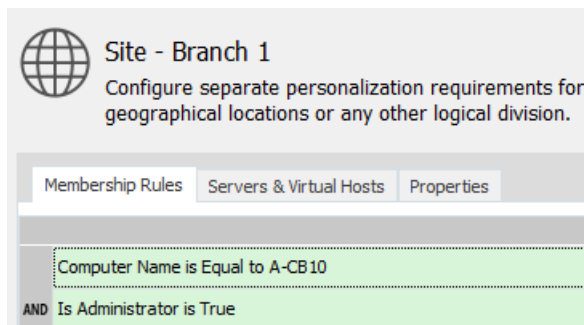 Site - Branch 1
Configure separate personalization requirements for
geographical locations or any other logical division.
Membership Rules Servers & Virtual Hosts Properties
Computer Name is Equal to A-CB10
AND Is Administrator is True